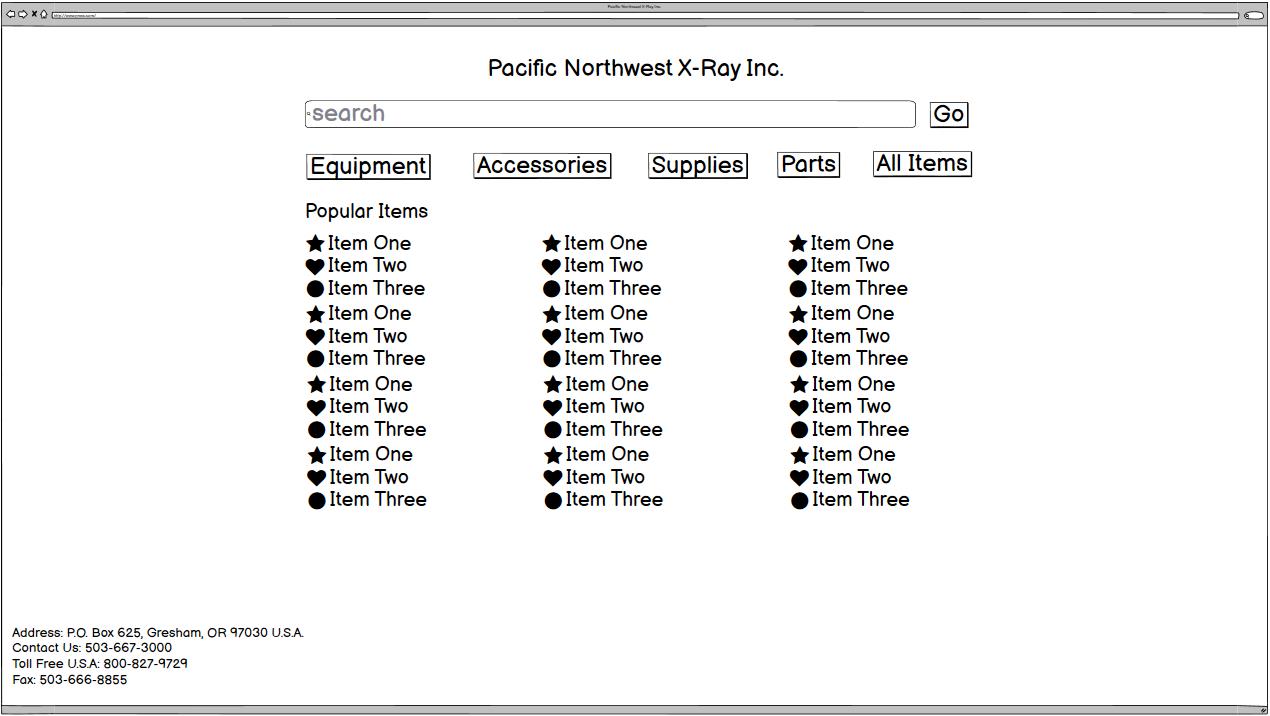 Pacific Northwest X-Ray Inc.
Pacific Northwest X-Ray Inc.
search
Go
Equipment Accessories Supplies Parts All Items
Popular Items
Item One Item One Item One
Item Two Item Two Item Two
Item Three Item Three Item Three
Item One Item One Item One
Item Two Item Two Item Two
Item Three Item Three Item Three
Item One Item One Item One
Item Two Item Two Item Two
Item Three Item Three Item Three
Item One Item One Item One
Item Two Item Two Item Two
Item Three Item Three Item Three
Address: P.O. Box 625, Gresham, OR 97030 U.S.A.
Contact Us: 503-667-3000
Toll Free U.S.A: 800-827-9729
Fax: 503-666-8855